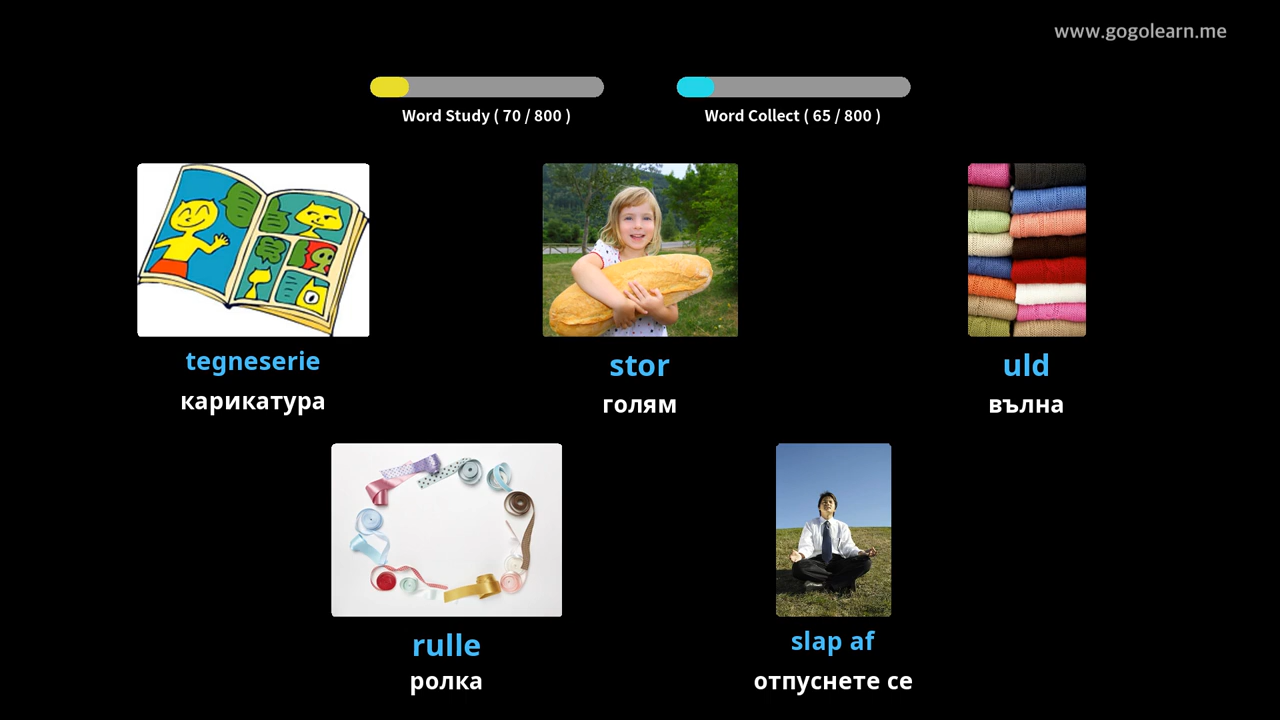 www.gogolearn.me
Word Study ( 70 / 800 )
Word Collect ( 65 / 800 )
tegneserie
карикатура
stor
голям
uld
вълна
rulle
ролка
slap af
отпуснете се